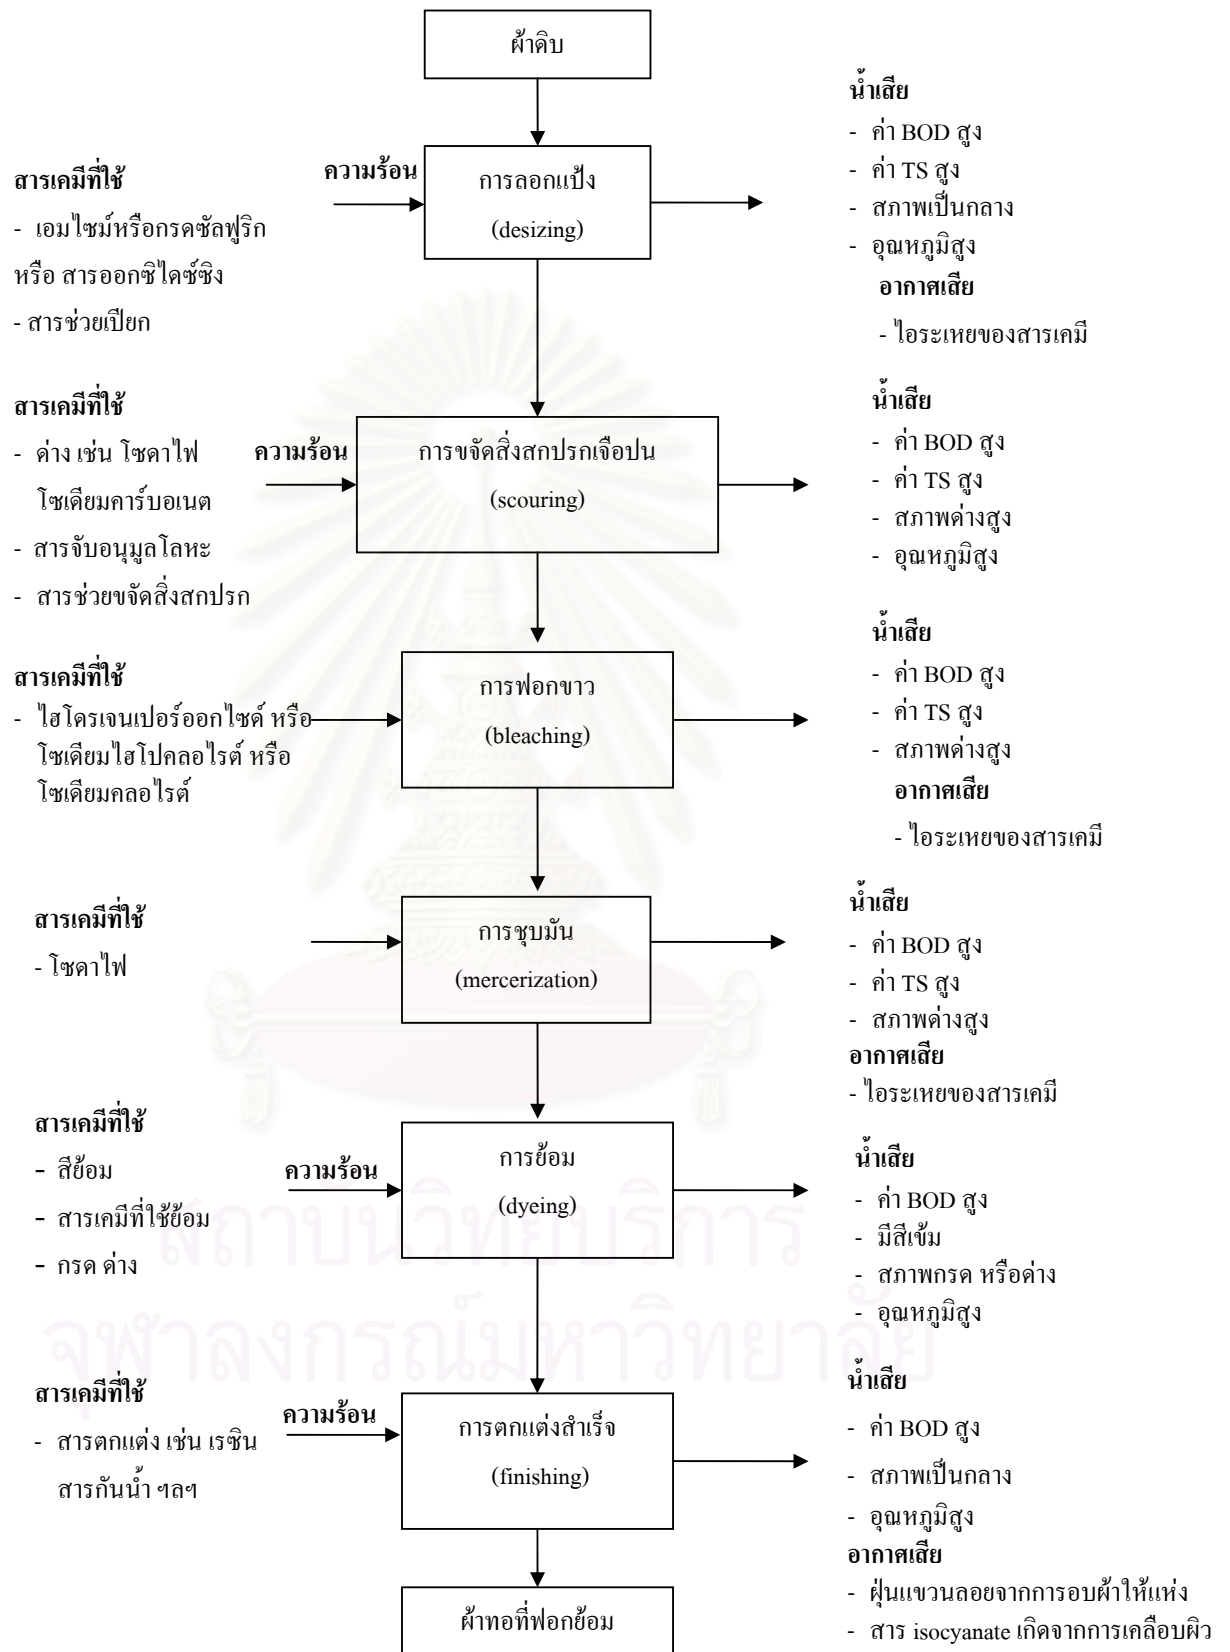 ผ้าดิบ
สารเคมีที่ใช้
- เอมไซม์หรือกรดซัลฟูริก
หรือ สารออกซิไดซ์ซิง
- สารช่วยเปียก
ความร้อน
การลอกแป้ง
(desizing)
น้ำเสีย
- ค่า BOD สูง
- ค่า TS สูง
- สภาพเป็นกลาง
- อุณหภูมิสูง
อากาศเสีย
- ไอระเหยของสารเคมี
สารเคมีที่ใช้
- ด่าง เช่น โซดาไฟ
โซเดียมคาร์บอเนต
- สารจับอนุมูลโลหะ
- สารช่วยขจัดสิ่งสกปรก
ความร้อน
การขจัดสิ่งสกปรกเจือปน
(scouring)
น้ำเสีย
- ค่า BOD สูง
- ค่า TS สูง
- สภาพด่างสูง
- อุณหภูมิสูง
สารเคมีที่ใช้
- ไฮโดรเจนเปอร์ออกไซด์ หรือ
โซเดียมไฮโปคลอไรต์ หรือ
โซเดียมคลอไรต์
การฟอกขาว
(bleaching)
น้ำเสีย
- ค่า BOD สูง
- ค่า TS สูง
- สภาพด่างสูง
อากาศเสีย
- ไอระเหยของสารเคมี
สารเคมีที่ใช้
- โซดาไฟ
การชุบมัน
(mercerization)
น้ำเสีย
- ค่า BOD สูง
- ค่า TS สูง
- สภาพด่างสูง
อากาศเสีย
- ไอระเหยของสารเคมี
สารเคมีที่ใช้
- สีย้อม
- สารเคมีที่ใช้ย้อม
- กรด ด่าง
ความร้อน
การย้อม
(dyeing)
น้ำเสีย
- ค่า BOD สูง
- มีสีเข้ม
- สภาพกรด หรือด่าง
- อุณหภูมิสูง
สถาบันวิทยบริการ
จุฬาลงกรณ์มหาวิทยาลัย
สารเคมีที่ใช้
- สารตกแต่ง เช่น เรซิน
สารกันน้ำ ฯลฯ
ความร้อน
การตกแต่งสำเร็จ
(finishing)
น้ำเสีย
- ค่า BOD สูง
- สภาพเป็นกลาง
- อุณหภูมิสูง
อากาศเสีย
- ฝุ่นแขวนลอยจากการอบผ้าให้แห่ง
- สาร isocyanate เกิดจากการเคลือบผิว
ผ้าทอที่ฟอกย้อม